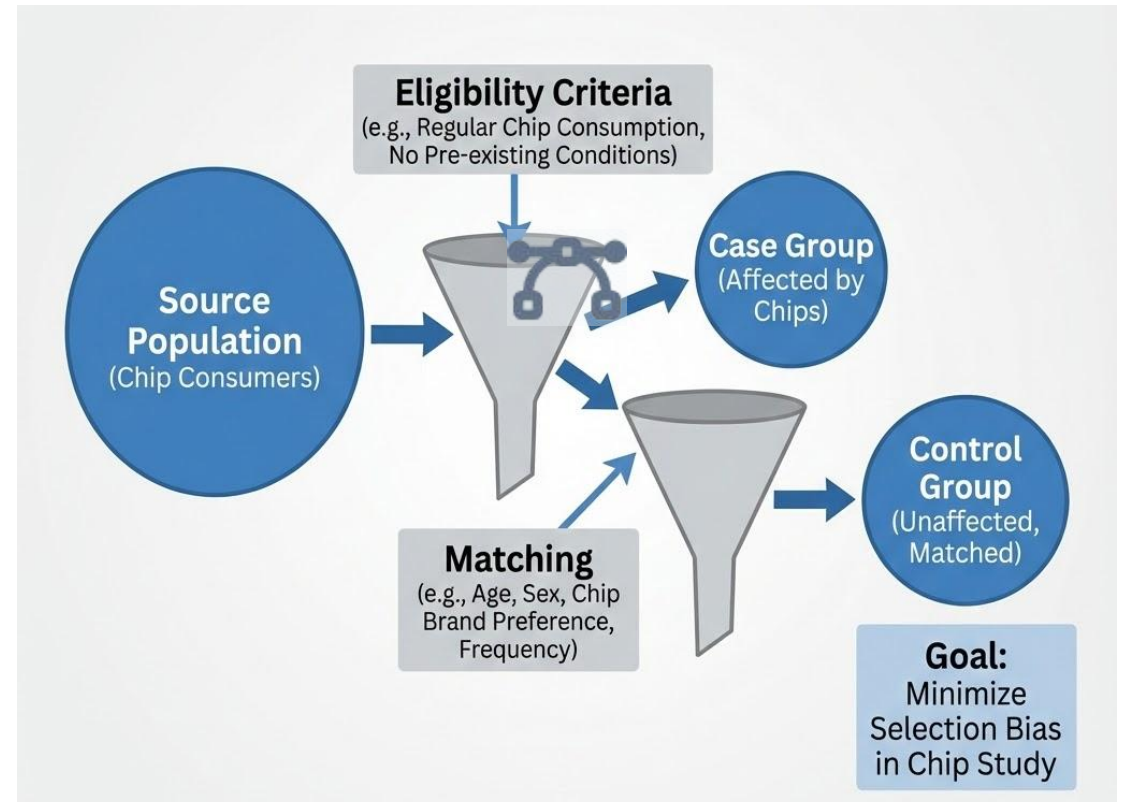 Eligibility Criteria
(e.g., Regular Chip Consumption,
No Pre-existing Conditions)
Source
Population
(Chip Consumers)
Case Group
(Affected by
Chips)
Matching
(e.g., Age, Sex, Chip
Brand Preference,
Frequency)
Control
Group
(Unaffected,
Matched)
Goal:
Minimize
Selection Bias
in Chip Study